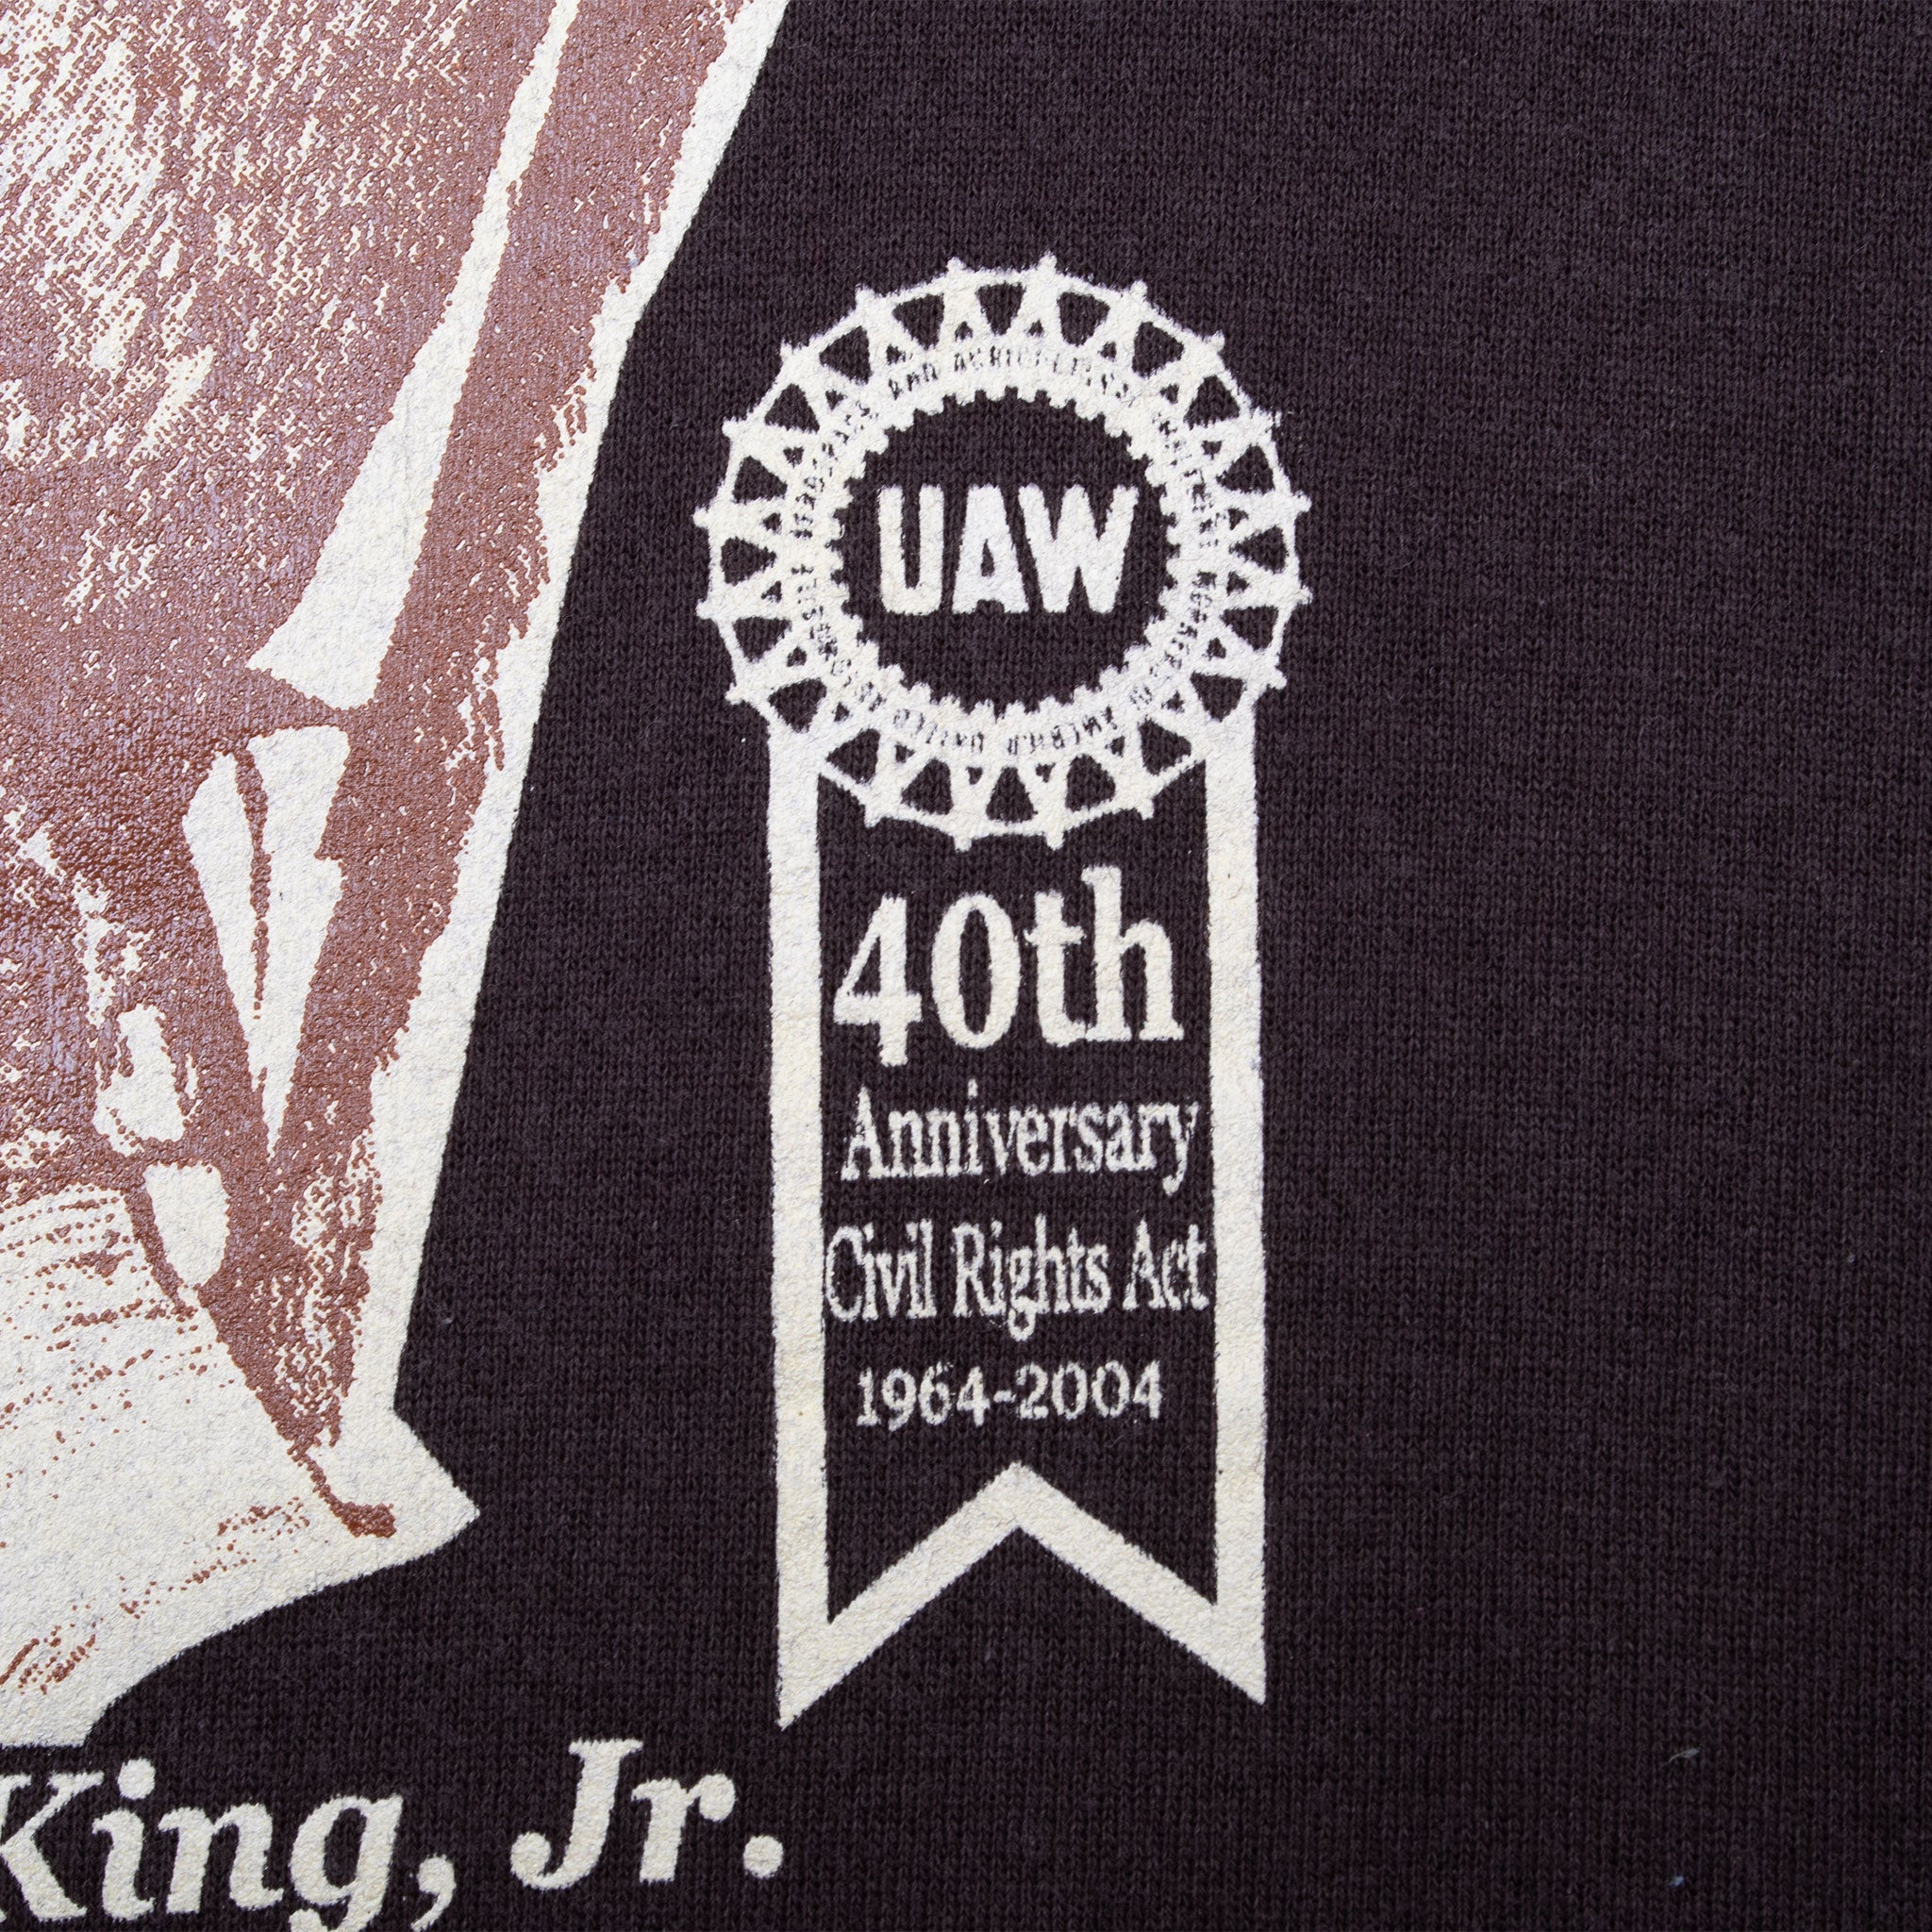 UAW
40th
Anniversary
Civil Rights Act
1964-2004
King, Jr.